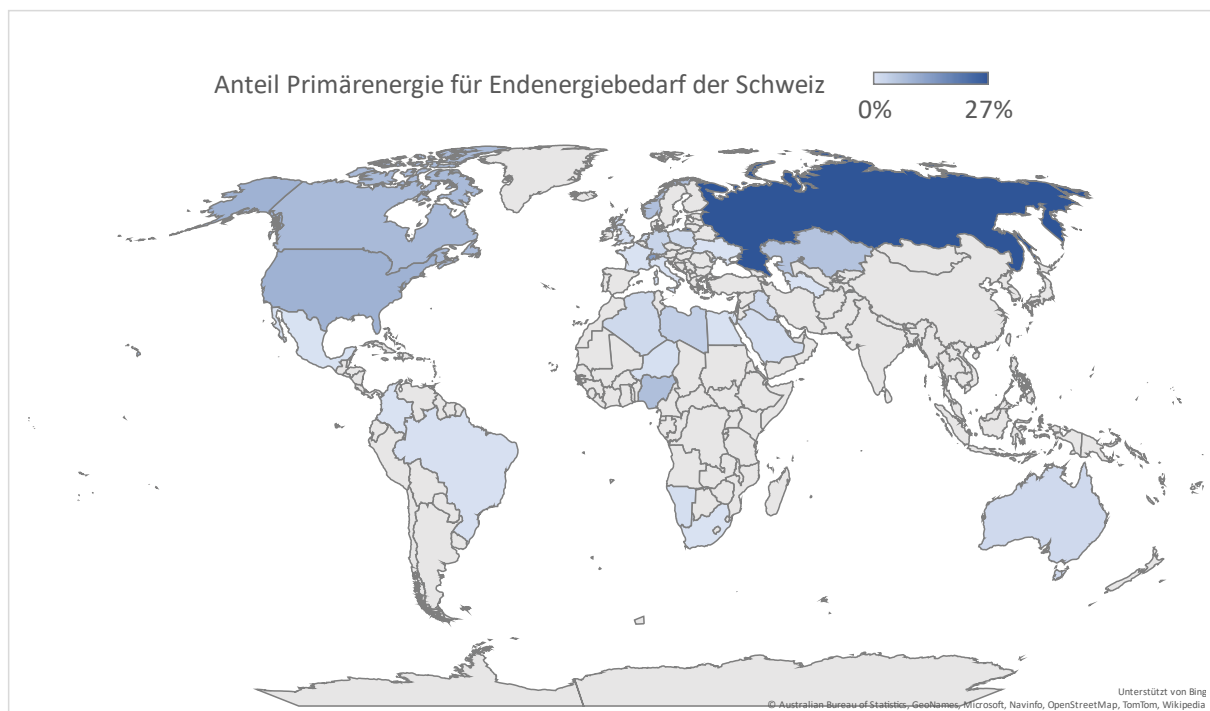 Anteil Primärenergie für Endenergiebedarf der Schweiz
0% 27%
Unterstützt von Bing
© Australian Bureau of Statistics, GeoNames, Microsoft, Navinfo, OpenStreetMap, TomTom, Wikipedia